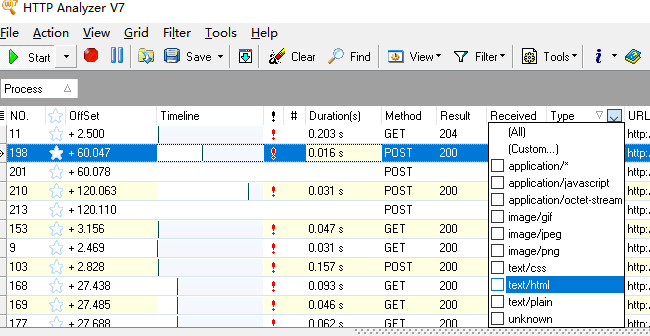 HTTP Analyzer V7
File Edit View Grid Filter Tools Help
Start Save Clear Find View Filter Tools
Process
NO. OffSet Timeline ! # Duration(s) Method Result Received Type URL
11 + 2.500 0.203 s GET 204 (All) http:
198 + 60.047 0.016 s POST 200 (Custom...) http:
201 + 60.078 POST application/* http:
210 + 120.063 0.031 s POST 200 application/javascript http:
213 + 120.110 POST application/octet-stream http:
153 + 3.156 0.047 s GET 200 image/gif http:
9 + 2.469 0.031 s GET 200 image/jpeg http:
103 + 2.828 0.157 s POST 200 image/png http:
168 + 27.438 0.093 s GET 200 text/css http:
169 + 27.485 0.046 s GET 200 text/html http:
177 + 27.688 0.062 s GET 200 text/plain http:
unknown